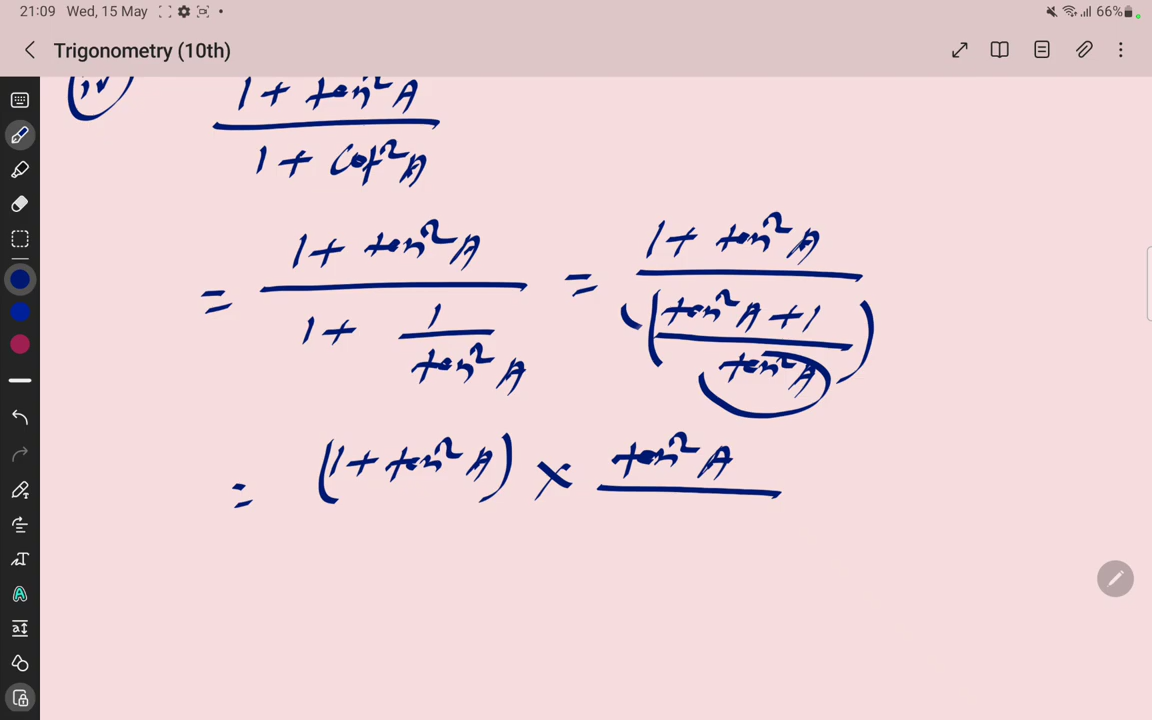 21:09 Wed, 15 May 66%
Trigonometry (10th)
(iv) 1 + tan²A
1 + Cot²A
= 1 + tan²A / 1 + 1/tan²A = 1 + tan²A / ((tan²A + 1)/tan²A)
= (1 + tan²A) × tan²A